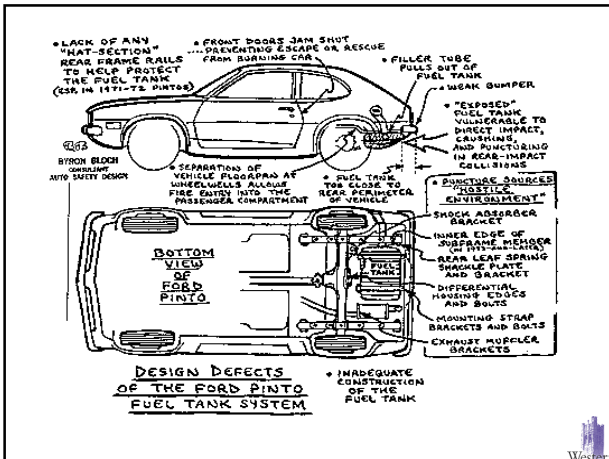 • LACK OF ANY
"HAT-SECTION"
REAR FRAME RAILS
TO HELP PROTECT
THE FUEL TANK
(ESP. IN 1971-72 PINTOS)
• FRONT DOORS JAM SHUT
PREVENTING ESCAPE OR RESCUE
FROM BURNING CAR
• FILLER TUBE
PULLS OUT OF
FUEL TANK
• WEAK BUMPER
• "EXPOSED"
FUEL TANK
VULNERABLE TO
DIRECT IMPACT,
CRUSHING,
AND PUNCTURING
IN REAR-IMPACT
COLLISIONS
BYRON BLOCH
CONSULTANT
AUTO SAFETY DESIGN
• SEPARATION OF
VEHICLE FLOORPAN AT
WHEELWELLS ALLOWS
FIRE ENTRY INTO THE
PASSENGER COMPARTMENT
• FUEL TANK
TOO CLOSE TO
REAR PERIMETER
OF VEHICLE
• PUNCTURE SOURCES
"HOSTILE
ENVIRONMENT"
SHOCK ABSORBER
BRACKET
INNER EDGE OF
SUBFRAME MEMBER
(IN 1973-AND-LATER)
REAR LEAF SPRING
SHACKLE PLATE AND
AND BRACKET
DIFFERENTIAL
HOUSING EDGES
AND BOLTS
MOUNTING STRAP
BRACKETS AND BOLTS
EXHAUST MUFFLER
BRACKETS
BOTTOM
VIEW
OF
FORD
PINTO
FUEL
TANK
DESIGN DEFECTS
OF THE FORD PINTO
FUEL TANK SYSTEM
• INADEQUATE
CONSTRUCTION
OF THE
FUEL TANK
Wester